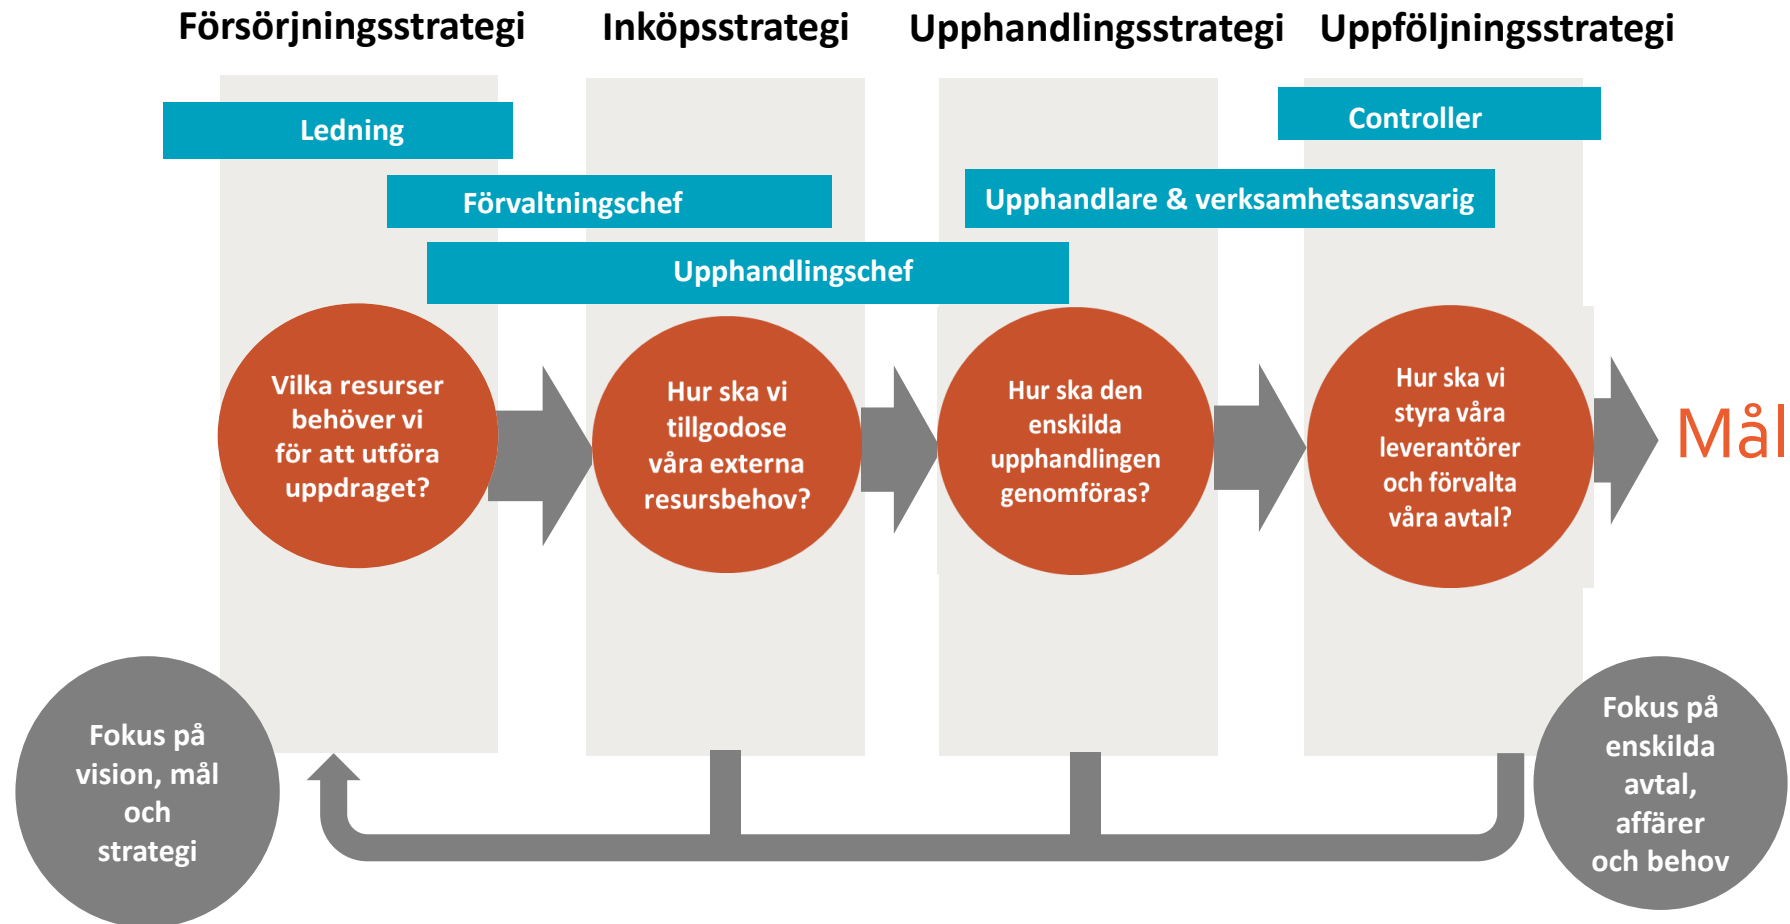 Försörjningsstrategi
Inköpsstrategi
Upphandlingsstrategi
Uppföljningsstrategi
Ledning
Controller
Förvaltningschef
Upphandlare & verksamhetsansvarig
Upphandlingschef
Vilka resurser
behöver vi
för att utföra
uppdraget?
Hur ska vi
tillgodose
våra externa
resursbehov?
Hur ska den
enskilda
upphandlingen
genomföras?
Hur ska vi
styra våra
leverantörer
och förvalta
våra avtal?
Mål
Fokus på
vision, mål
och
strategi
Fokus på
enskilda
avtal,
affärer
och behov